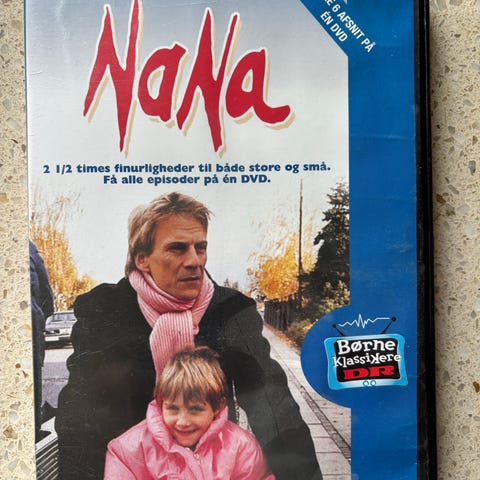 NaNa
E 6 AFSNIT PÅ
ÉN DVD
2 1/2 times finurligheder til både store og små.
Få alle episoder på én DVD.
Børne
Klassikere
DR